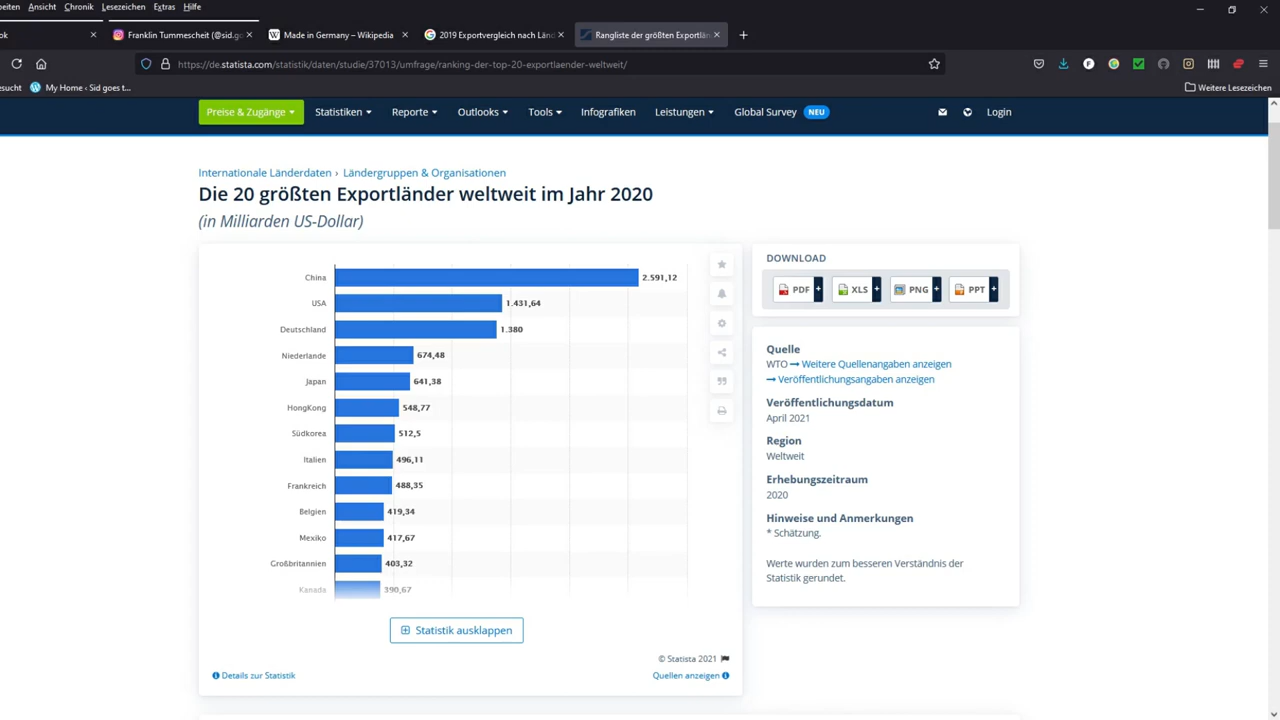 eiten Ansicht Chronik Lesezeichen Extras Hilfe
ok Franklin Tummescheit (@sid.go Made in Germany – Wikipedia 2019 Exportvergleich nach Länd Rangliste der größten Exportlän
https://de.statista.com/statistik/daten/studie/37013/umfrage/ranking-der-top-20-exportlaender-weltweit/
sucht My Home ‹ Sid goes t... Weitere Lesezeichen
Preise & Zugänge Statistiken Reporte Outlooks Tools Infografiken Leistungen Global Survey NEU Login
Internationale Länderdaten › Ländergruppen & Organisationen
Die 20 größten Exportländer weltweit im Jahr 2020
(in Milliarden US-Dollar)
China 2.591,12
USA 1.431,64
Deutschland 1.380
Niederlande 674,48
Japan 641,38
HongKong 548,77
Südkorea 512,5
Italien 496,11
Frankreich 488,35
Belgien 419,34
Mexiko 417,67
Großbritannien 403,32
Kanada 390,67
Statistik ausklappen
© Statista 2021
Details zur Statistik Quellen anzeigen
DOWNLOAD
PDF + XLS + PNG + PPT +
Quelle
WTO Weitere Quellenangaben anzeigen
Veröffentlichungsangaben anzeigen
Veröffentlichungsdatum
April 2021
Region
Weltweit
Erhebungszeitraum
2020
Hinweise und Anmerkungen
* Schätzung.
Werte wurden zum besseren Verständnis der
Statistik gerundet.